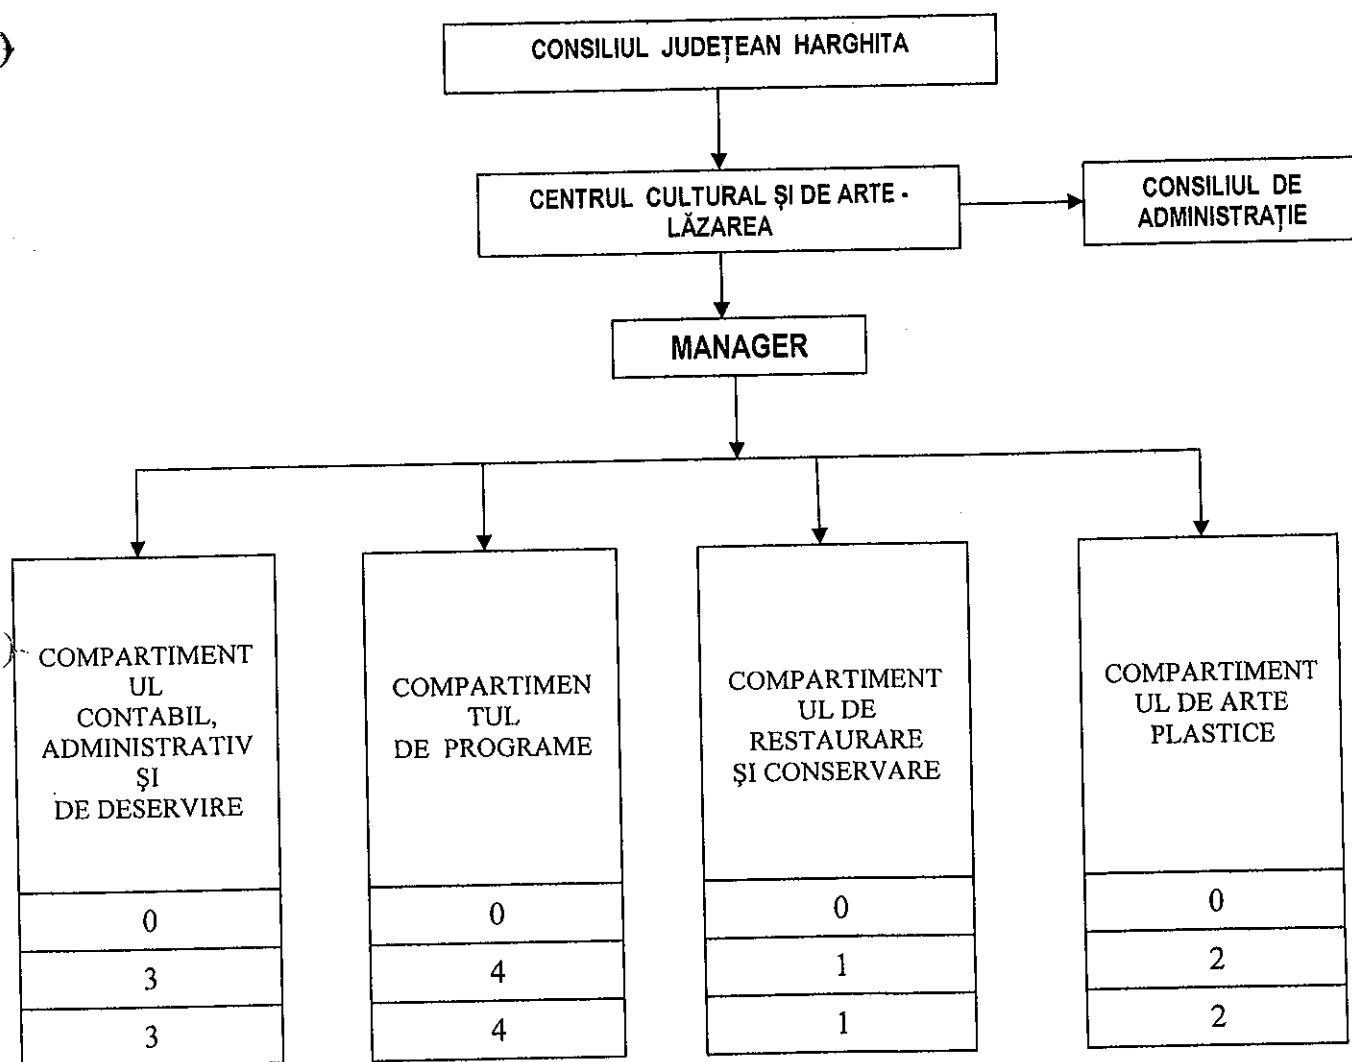 CONSILIUL JUDEȚEAN HARGHITA
CENTRUL CULTURAL ȘI DE ARTE -
LĂZAREA
CONSILIUL DE
ADMINISTRAȚIE
MANAGER
COMPARTIMENT
UL
CONTABIL,
ADMINISTRATIV
ȘI
DE DESERVIRE
0
3
3
COMPARTIMEN
TUL
DE PROGRAME
0
4
4
COMPARTIMENT
UL DE
RESTAURARE
ȘI CONSERVARE
0
1
1
COMPARTIMENT
UL DE ARTE
PLASTICE
0
2
2